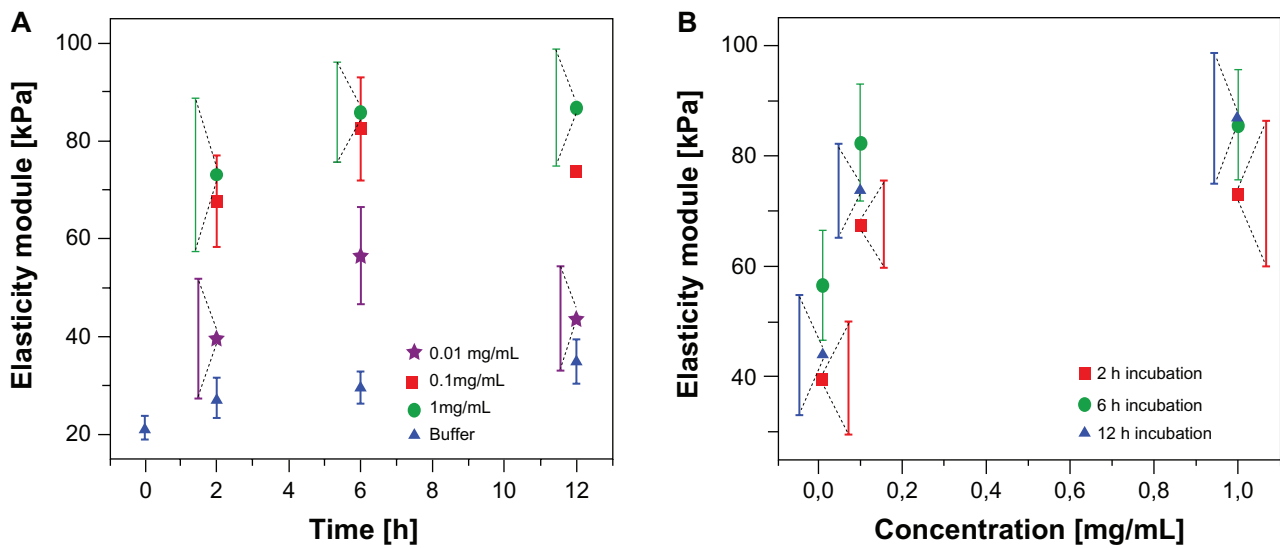 A
Elasticity module [kPa]
100
80
60
40
20
0
2
4
6
8
10
12
Time [h]
0.01 mg/mL
0.1mg/mL
1mg/mL
Buffer
B
Elasticity module [kPa]
100
80
60
40
0,0
0,2
0,4
0,6
0,8
1,0
Concentration [mg/mL]
2 h incubation
6 h incubation
12 h incubation